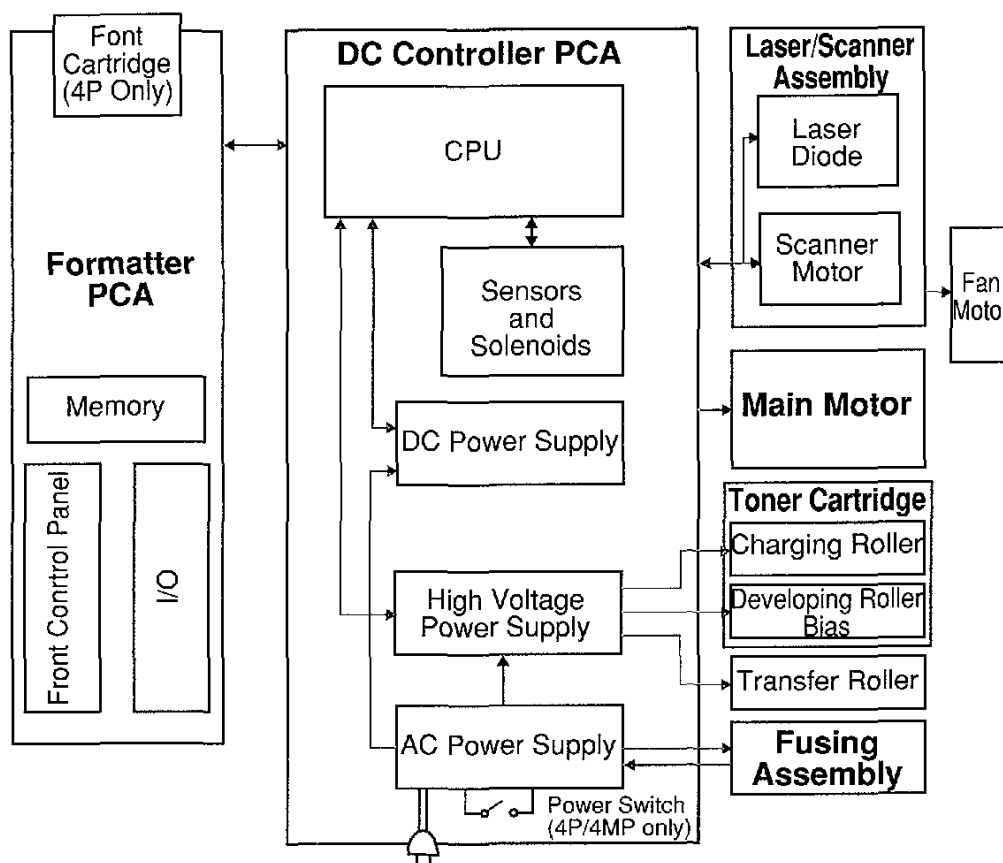 Font
Cartridge
(4P Only)
Formatter
PCA
Memory
Front Conrtrol Panel
I/O
DC Controller PCA
CPU
Sensors
and
Solenoids
DC Power Supply
High Voltage
Power Supply
AC Power Supply
Power Switch
(4P/4MP only)
Laser/Scanner
Assembly
Laser
Diode
Scanner
Motor
Fan
Motor
Main Motor
Toner Cartridge
Charging Roller
Developing Roller
Bias
Transfer Roller
Fusing
Assembly